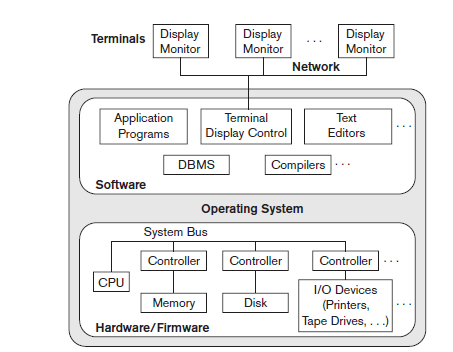 Terminals
Display
Monitor
Display
Monitor
. . .
Display
Monitor
Network
Application
Programs
Terminal
Display Control
Text
Editors
. . .
DBMS
Compilers
. . .
Software
Operating System
System Bus
Controller
Controller
Controller
. . .
CPU
Memory
Disk
I/O Devices
(Printers,
Tape Drives, . . .)
. . .
Hardware/Firmware